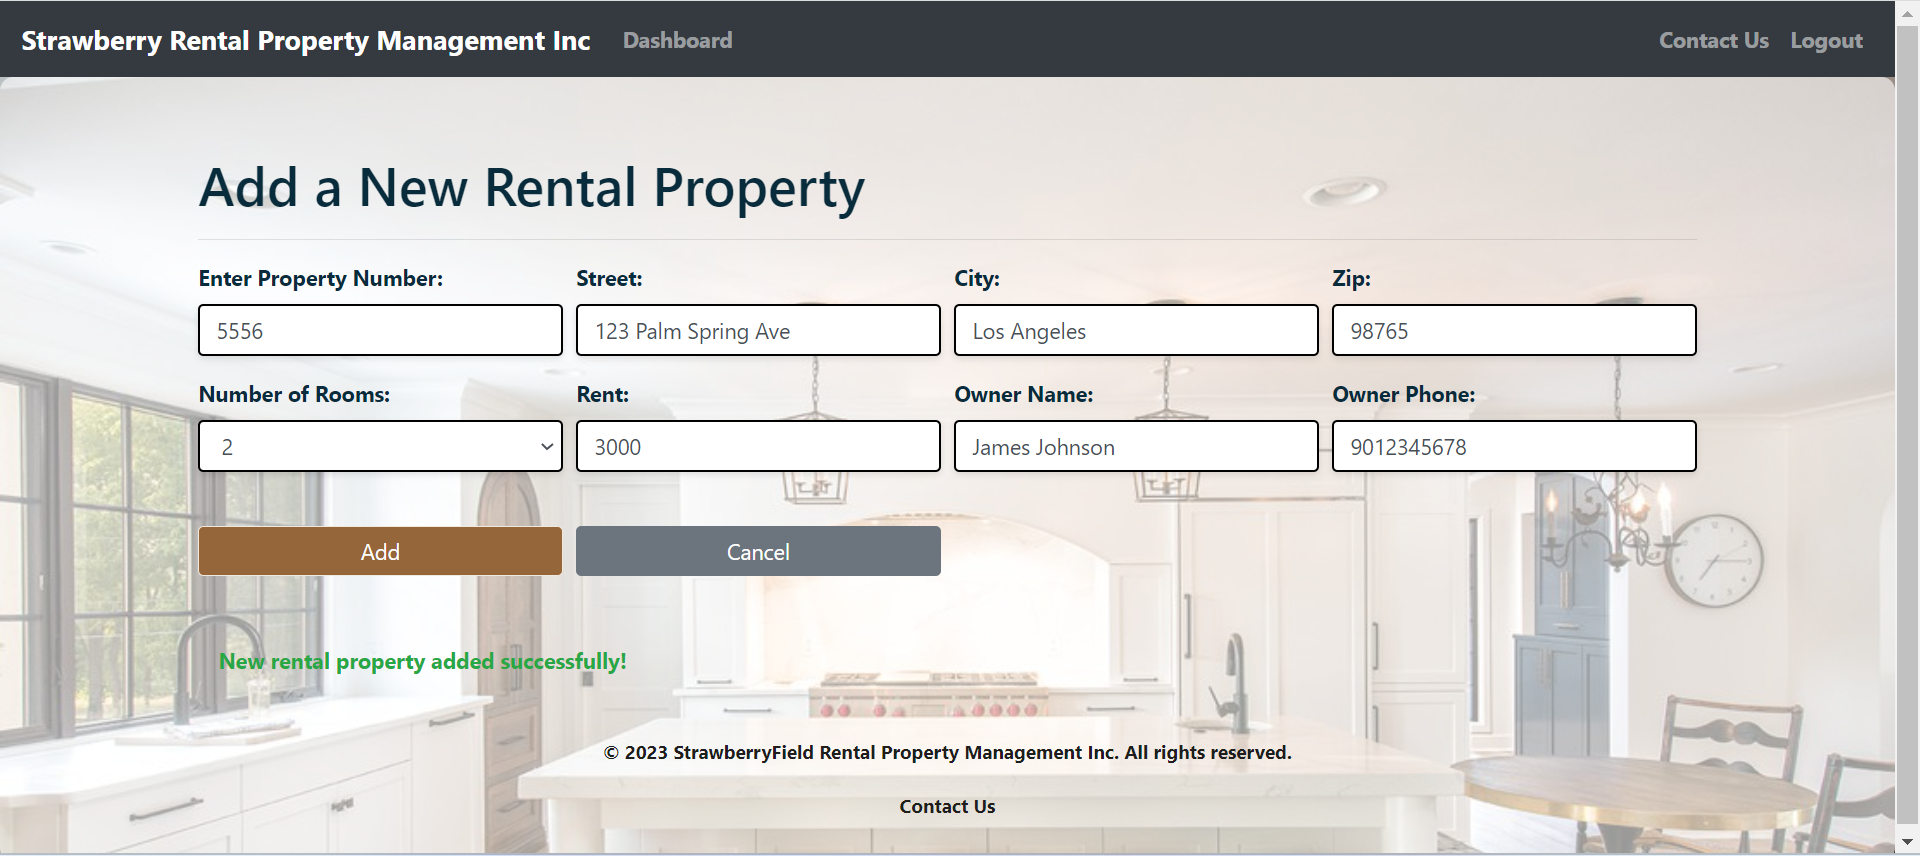 Strawberry Rental Property Management Inc Dashboard Contact Us Logout
Add a New Rental Property
Enter Property Number: Street: City: Zip:
5556 123 Palm Spring Ave Los Angeles 98765
Number of Rooms: Rent: Owner Name: Owner Phone:
2 3000 James Johnson 9012345678
Add Cancel
New rental property added successfully!
© 2023 StrawberryField Rental Property Management Inc. All rights reserved.
Contact Us